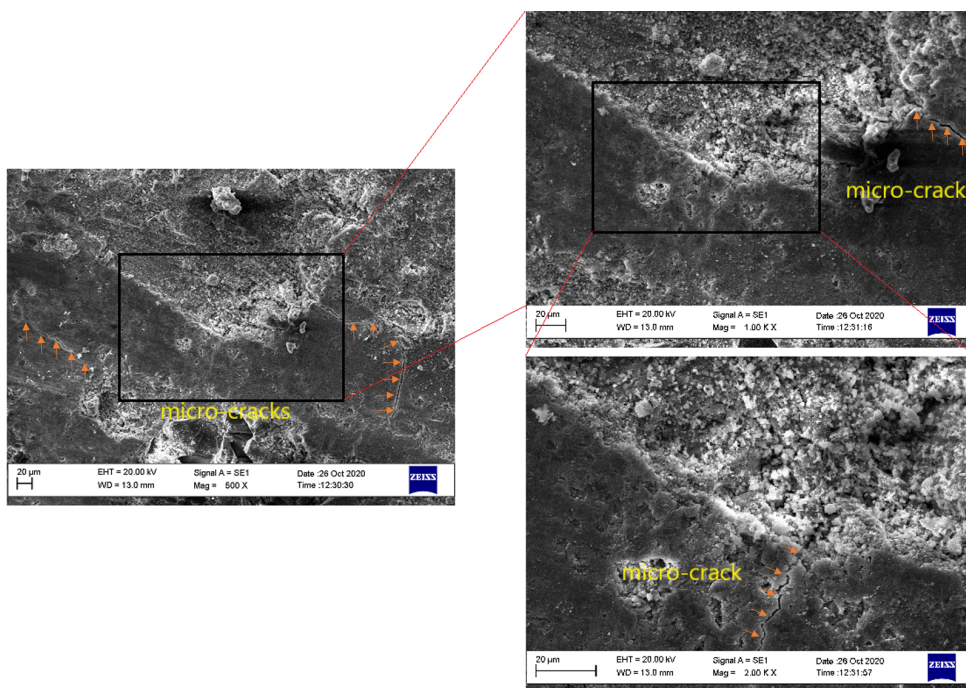 micro-cracks
20 µm
EHT = 20.00 kV
WD = 13.0 mm
Signal A = SE1
Mag = 500 X
Date :26 Oct 2020
Time :12:30:30
ZEISS
micro-crack
20 µm
EHT = 20.00 kV
WD = 13.0 mm
Signal A = SE1
Mag = 1.00 K X
Date :26 Oct 2020
Time :12:31:16
ZEISS
micro-crack
20 µm
EHT = 20.00 kV
WD = 13.0 mm
Signal A = SE1
Mag = 2.00 K X
Date :26 Oct 2020
Time :12:31:57
ZEISS